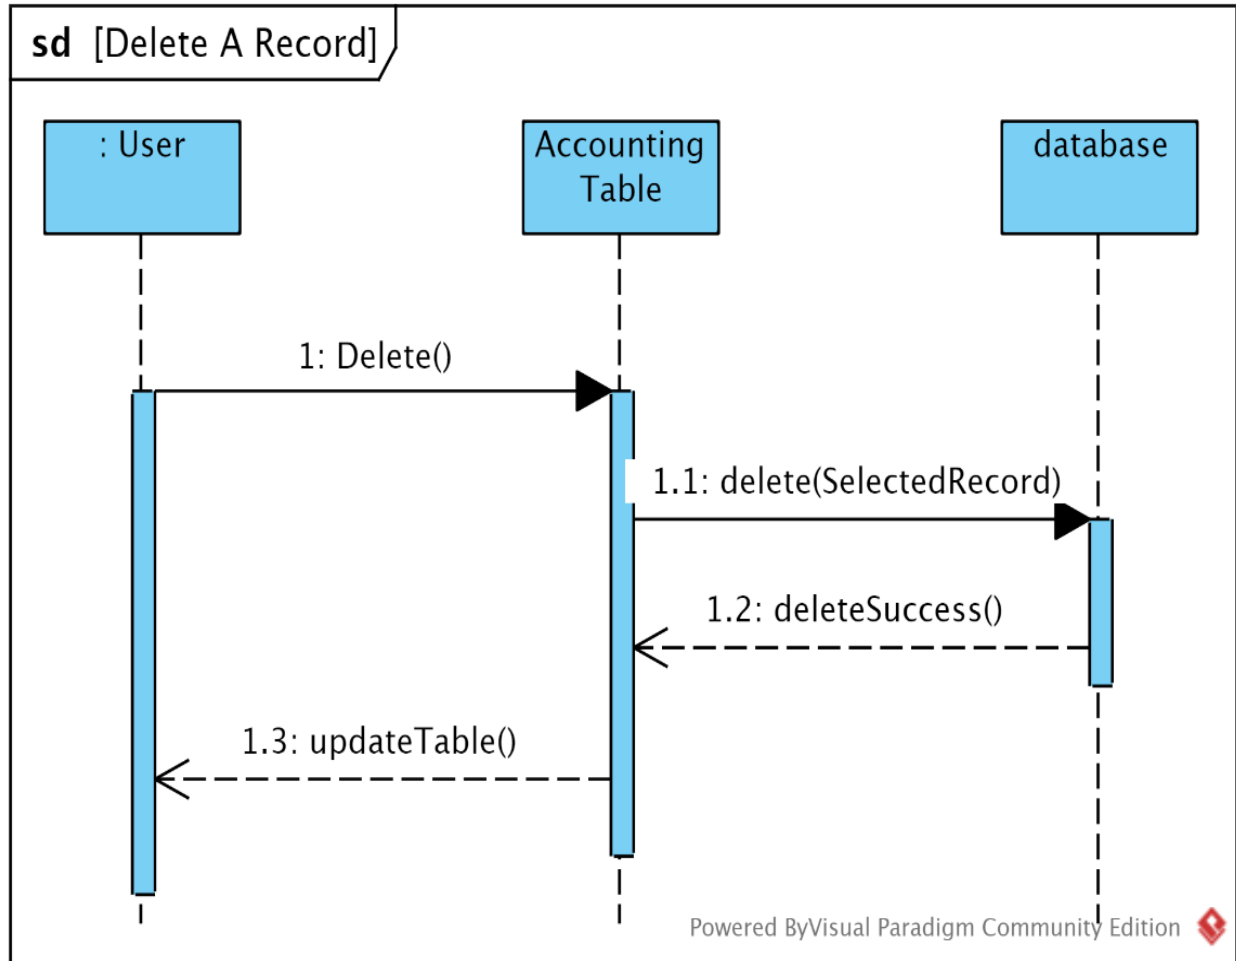 sd [Delete A Record]
: User
Accounting
Table
database
1: Delete()
1.1: delete(SelectedRecord)
1.2: deleteSuccess()
1.3: updateTable()
Powered ByVisual Paradigm Community Edition